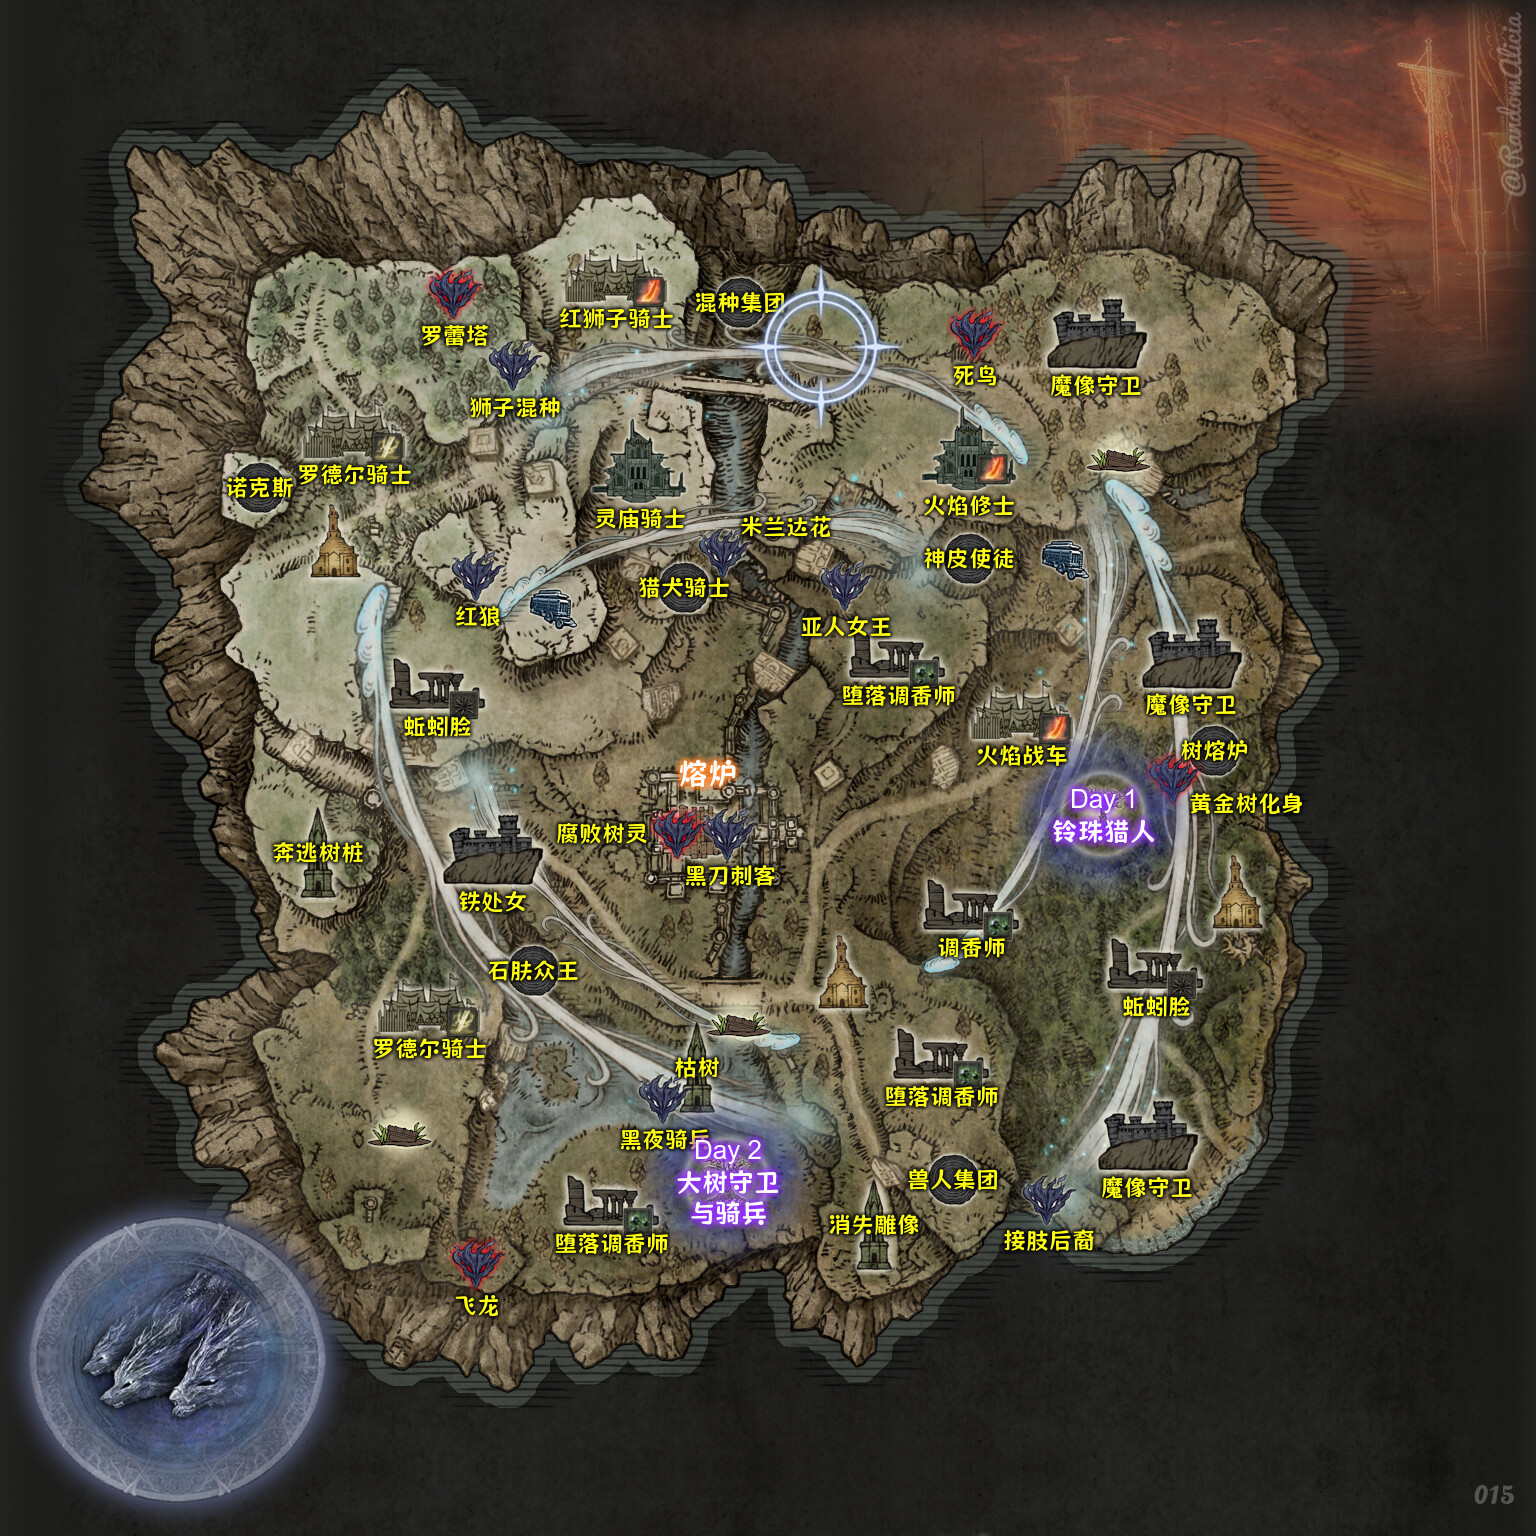 @RandomAlicia
罗蕾塔
红狮子骑士
混种集团
死鸟
魔像守卫
狮子混种
罗德尔骑士
诺克斯
灵庙骑士
火焰修士
米兰达花
神皮使徒
猎犬骑士
红狼
亚人女王
堕落调香师
魔像守卫
蚯蚓脸
火焰战车
树熔炉
熔炉
Day 1
铃珠猎人
黄金树化身
腐败树灵
黑刀刺客
奔逃树桩
铁处女
调香师
石肤众王
蚯蚓脸
罗德尔骑士
枯树
堕落调香师
黑夜骑兵
Day 2
大树守卫
与骑兵
兽人集团
魔像守卫
消失雕像
接肢后裔
堕落调香师
飞龙
015